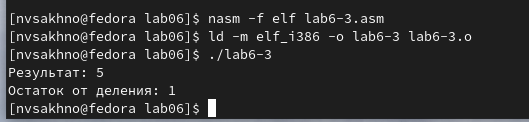 [nvsakhno@fedora lab06]$ nasm -f elf lab6-3.asm
[nvsakhno@fedora lab06]$ ld -m elf_i386 -o lab6-3 lab6-3.o
[nvsakhno@fedora lab06]$ ./lab6-3
Результат: 5
Остаток от деления: 1
[nvsakhno@fedora lab06]$